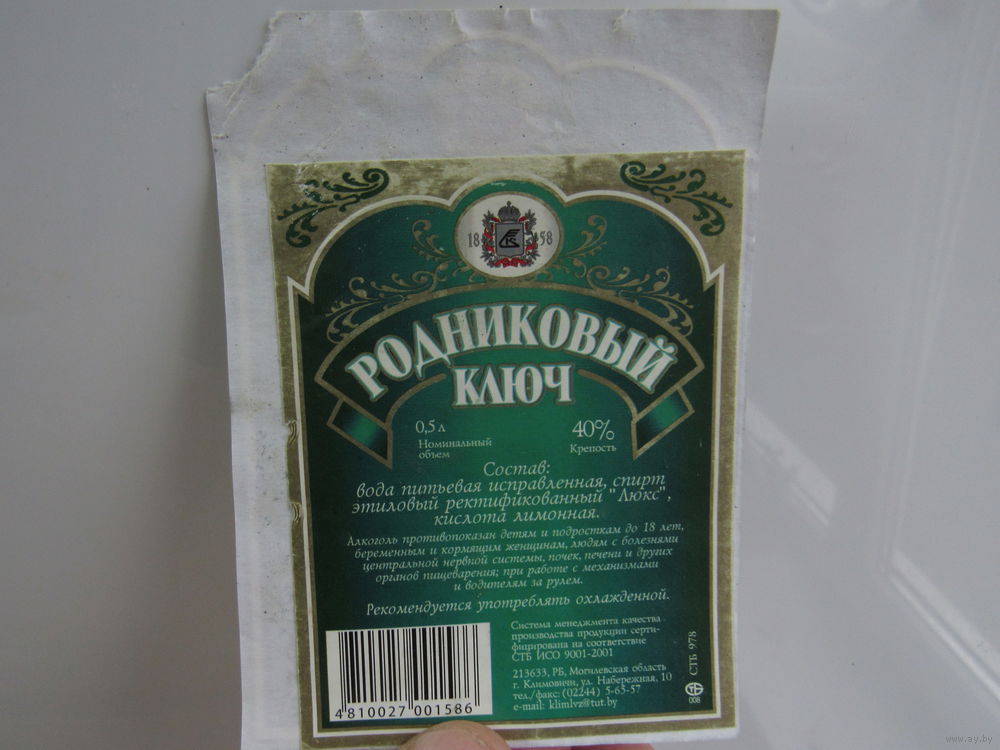 18 58
РОДНИКОВЫЙ
КЛЮЧ
0,5 л
Номинальный
объем
40%
Крепость
Состав:
вода питьевая исправленная, спирт
этиловый ректификованный "Люкс",
кислота лимонная.
Алкоголь противопоказан детям и подросткам до 18 лет,
беременным и кормящим женщинам, людям с болезнями
центральной нервной системы, почек, печени и других
органов пищеварения; при работе с механизмами
и водителям за рулем.
Рекомендуется употреблять охлажденной.
4 810027 001586
Система менеджмента качества
производства продукции серти-
фицирована на соответствие
СТБ ИСО 9001-2001
213633, РБ, Могилевская область
г. Климовичи, ул. Набережная, 10
тел./факс: (02244) 5-65-57
e-mail: klimlvz@tut.by
СТБ 978
008
www.ay.by